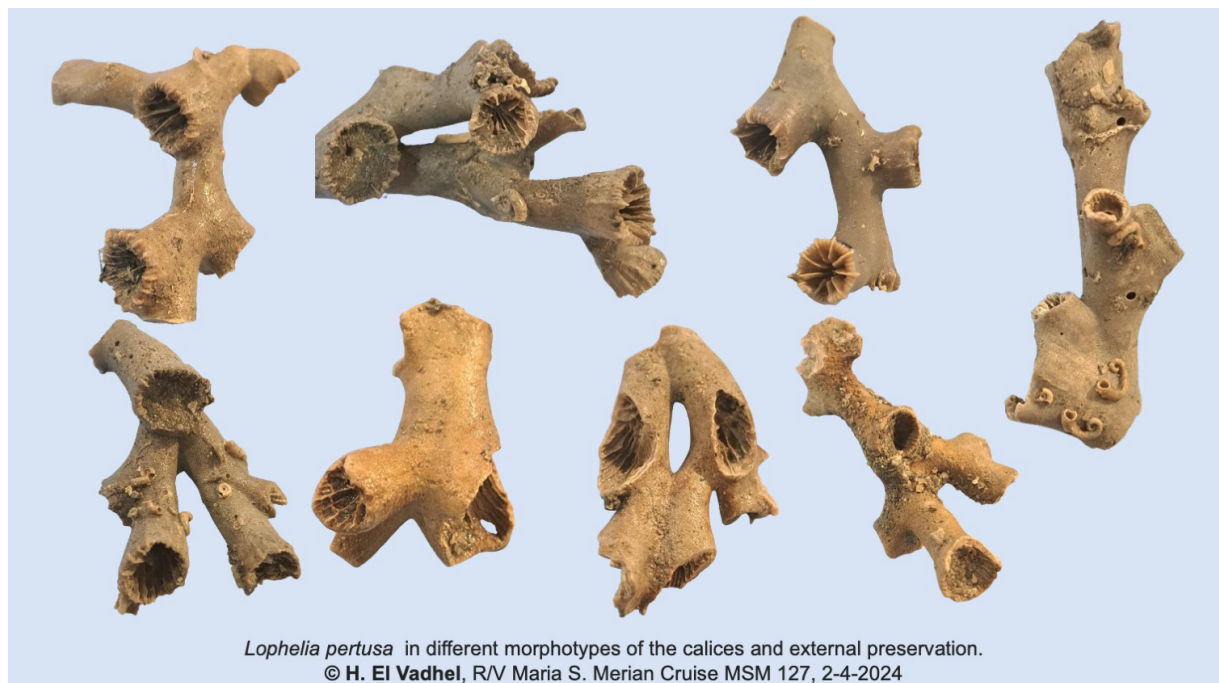 Lophelia pertusa in different morphotypes of the calices and external preservation.
© H. El Vadhel, R/V Maria S. Merian Cruise MSM 127, 2-4-2024